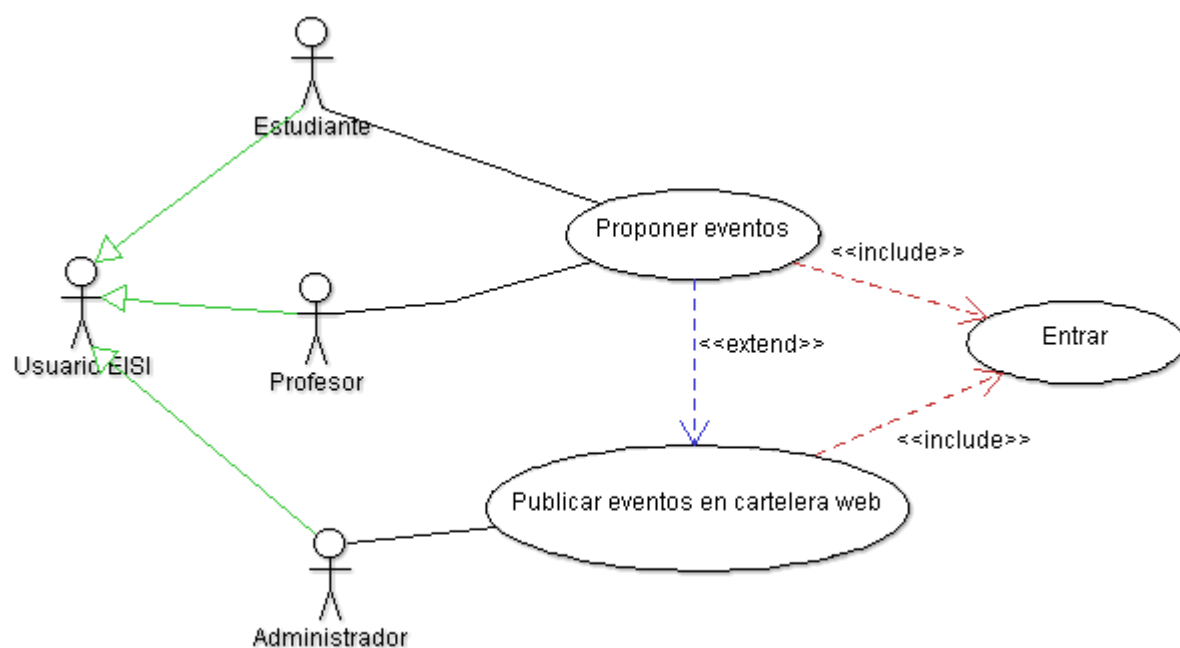 Estudiante
Proponer eventos
<<include>>
Entrar
Usuario EISI
Profesor
<<extend>>
<<include>>
Publicar eventos en cartelera web
Administrador